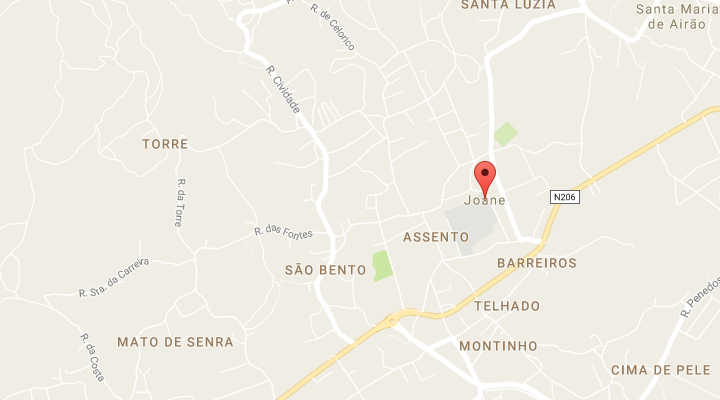 SANTA LUZIA
Santa Maria
de Airão
R. de Celorico
R. Cividade
TORRE
R. da Torre
N206
Joane
R. das Fontes
ASSENTO
SÃO BENTO
BARREIROS
R. Sra. da Carreira
R. Penedos
TELHADO
R. da Costa
MATO DE SENRA
MONTINHO
CIMA DE PELE